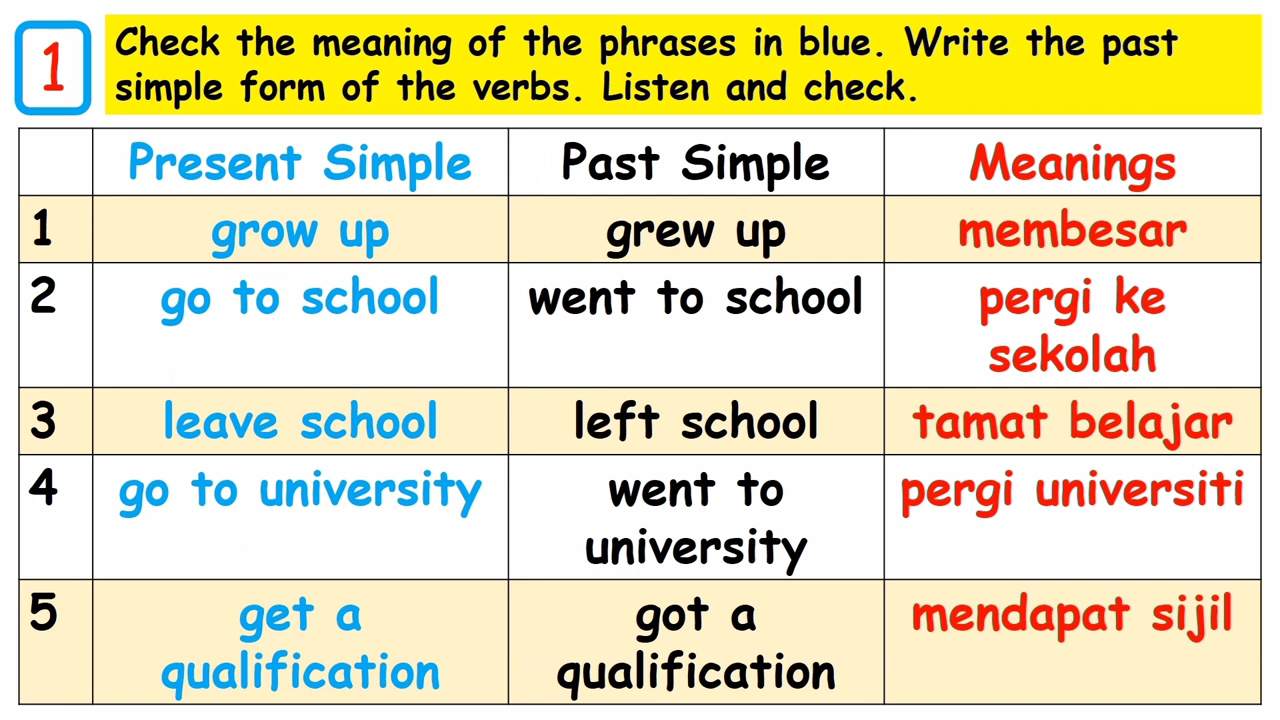 1
Check the meaning of the phrases in blue. Write the past
simple form of the verbs. Listen and check.
Present Simple Past Simple Meanings
1 grow up grew up membesar
2 go to school went to school pergi ke
sekolah
3 leave school left school tamat belajar
4 go to university went to pergi universiti
university
5 get a got a mendapat sijil
qualification qualification